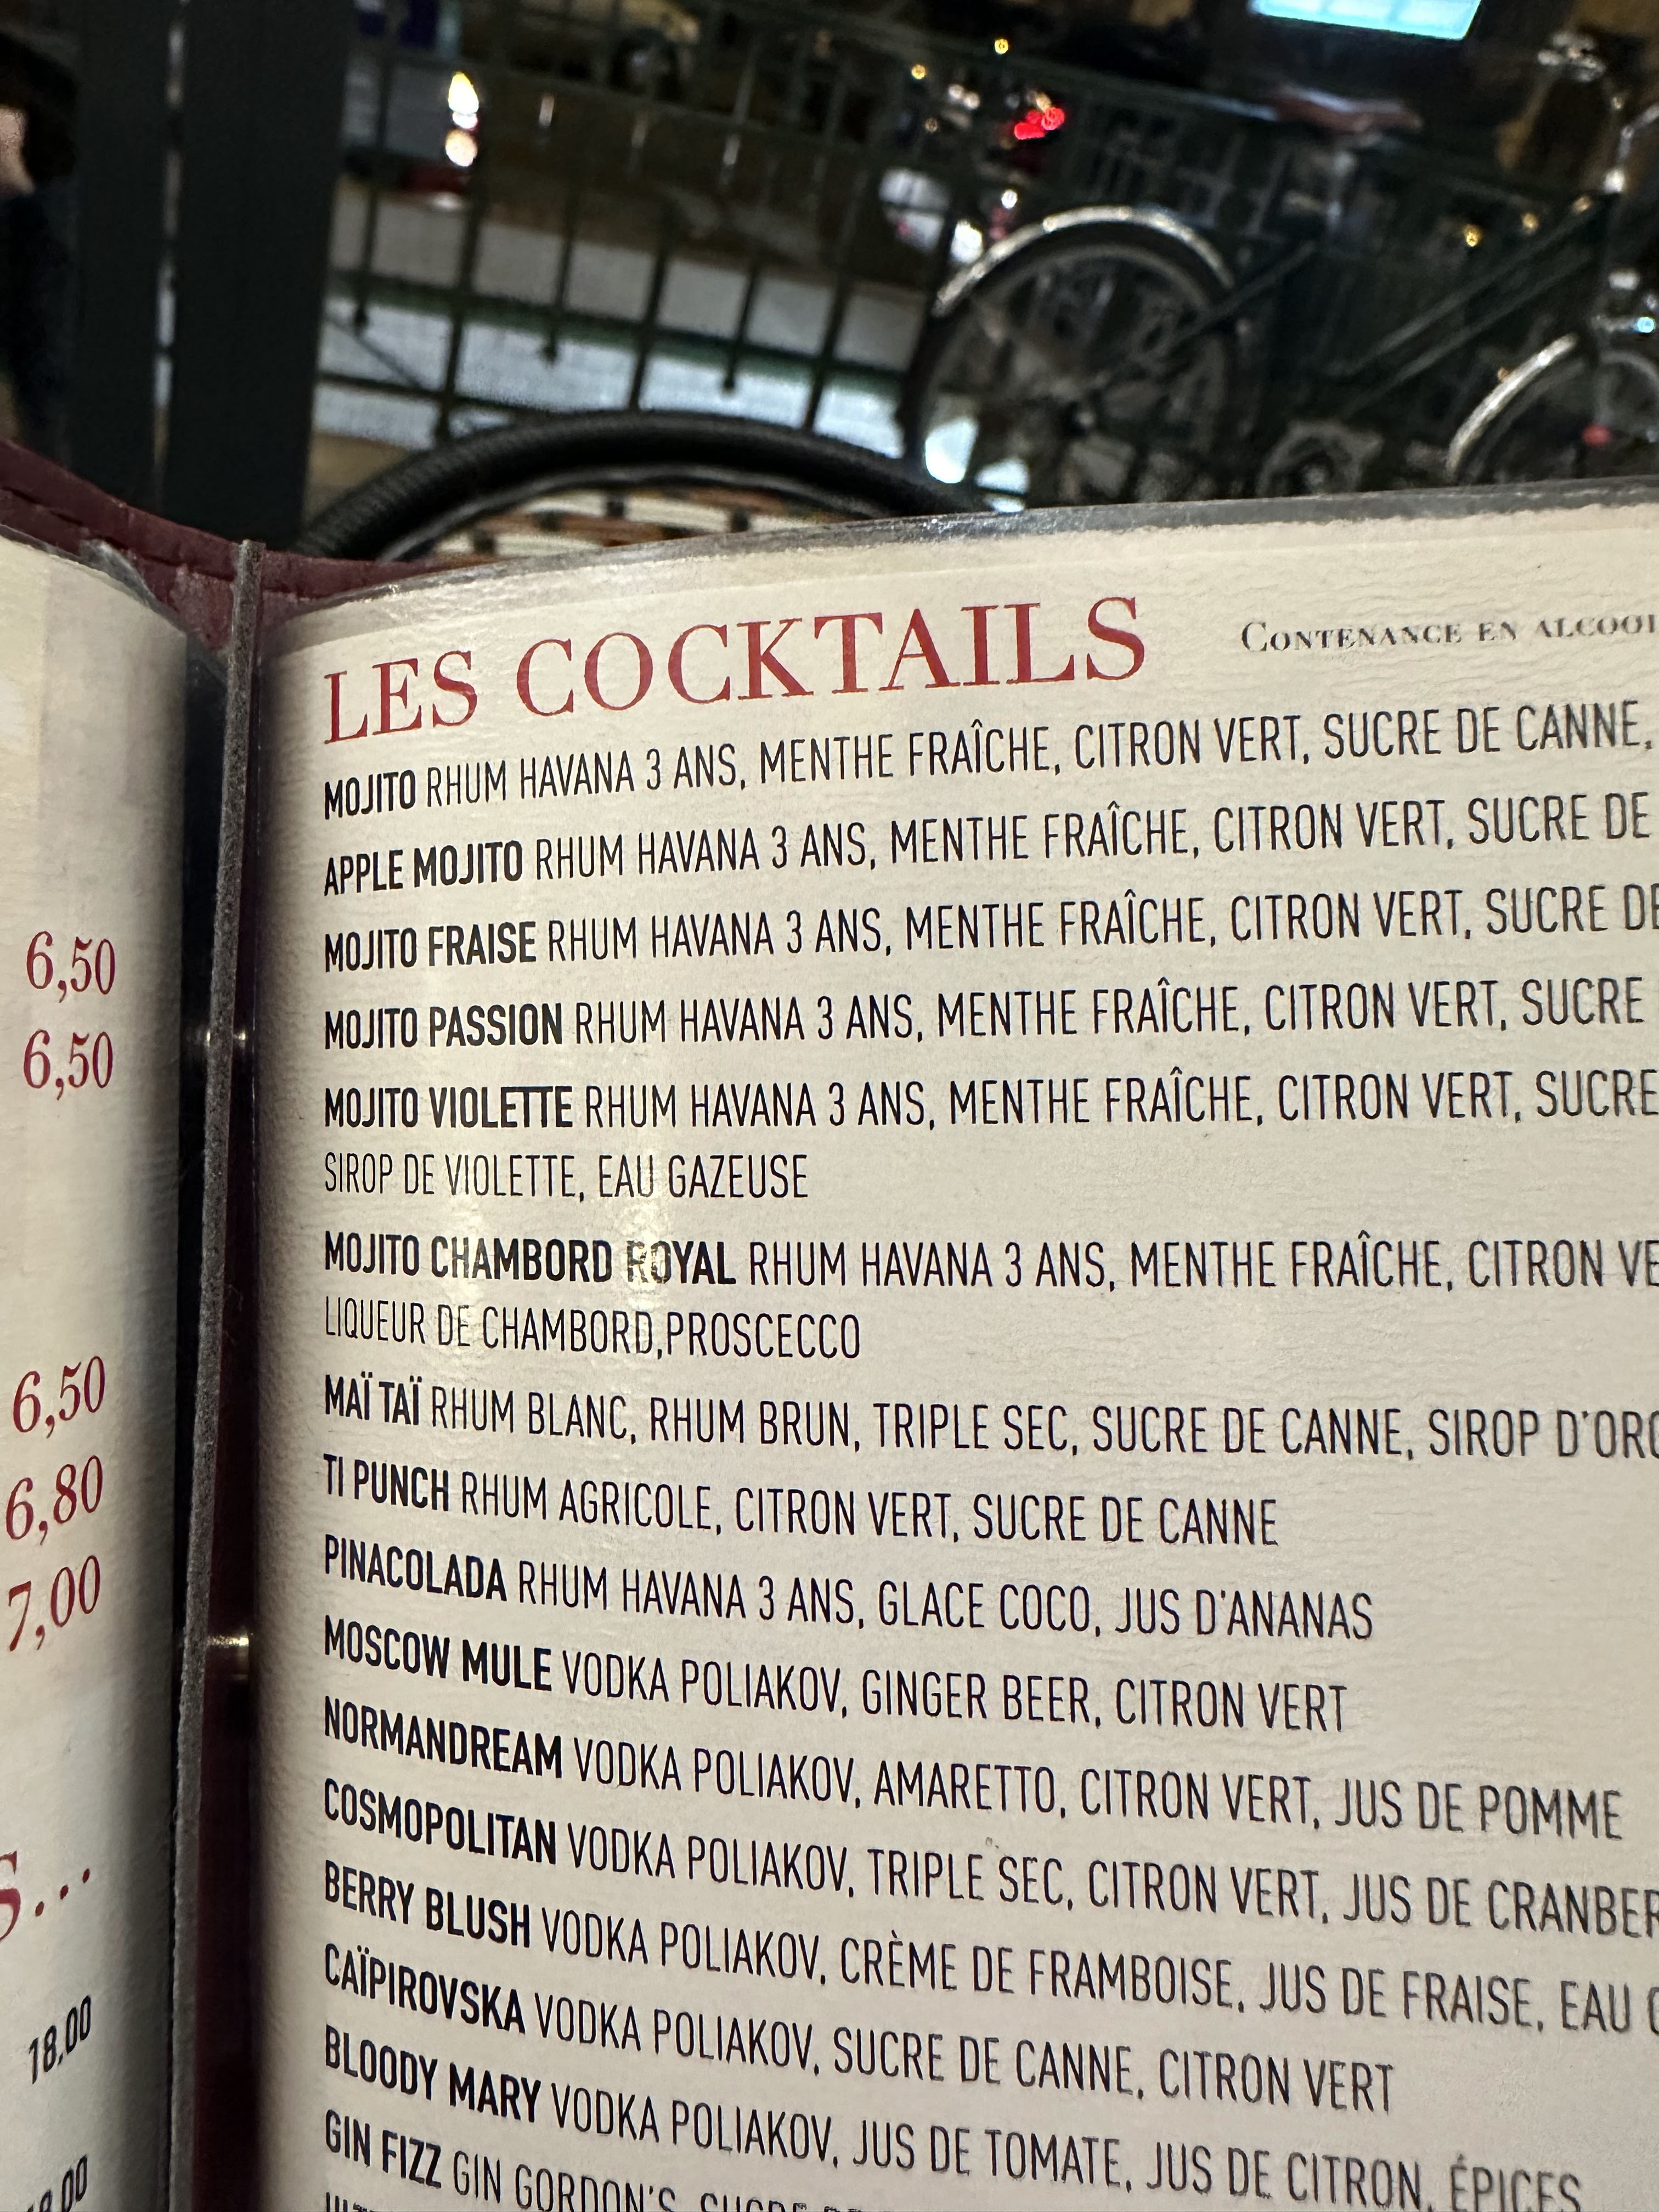 6,50
6,50
6,50
6,80
7,00
18.00
LES COCKTAILS CONTENANCE EN
MOJITO RHUM HAVANA 3 ANS, MENTHE FRAÎCHE, CITRON VERT, SUCRE DE CANNE,
APPLE MOJITO RHUM HAVANA 3 ANS, MENTHE FRAÎCHE, CITRON VERT, SUCRE DE
MOJITO FRAISE RHUM HAVANA 3 ANS, MENTHE FRAÎCHE, CITRON VERT, SUCRE DE
MOJITO PASSION RHUM HAVANA 3 ANS, MENTHE FRAÎCHE, CITRON VERT, SUCRE
MOJITO VIOLETTE RHUM HAVANA 3 ANS, MENTHE FRAÎCHE, CITRON VERT, SUCRE
SIROP DE VIOLETTE, EAU GAZEUSE
MOJITO CHAMBORD ROYAL RHUM HAVANA 3 ANS, MENTHE FRAÎCHE, CITRON
LIQUEUR DE CHAMBORD,PROSCECCO
MAÏ TAÏ RHUM BLANC, RHUM BRUN, TRIPLE SEC, SUCRE DE CANNE, SIROP
TI PUNCH RHUM AGRICOLE, CITRON VERT, SUCRE DE CANNE
PINACOLADA RHUM HAVANA 3 ANS, GLACE COCO, JUS D'ANANAS
MOSCOW MULE VODKA POLIAKOV, GINGER BEER, CITRON VERT
NORMANDREAM VODKA POLIAKOV, AMARETTO, CITRON VERT, JUS DE POMME
COSMOPOLITAN VODKA POLIAKOV, TRIPLE SEC, CITRON VERT, JUS DE
BERRY BLUSH VODKA POLIAKOV, CRÈME DE FRAMBOISE, JUS DE FRAISE, EAU
CAÏPIROVSKA VODKA POLIAKOV, SUCRE DE CANNE, CITRON VERT
BLOODY MARY VODKA POLIAKOV, JUS DE TOMATE, JUS DE CITRON, ÉPICES
GIN FIZZ GIN GORDON'S,